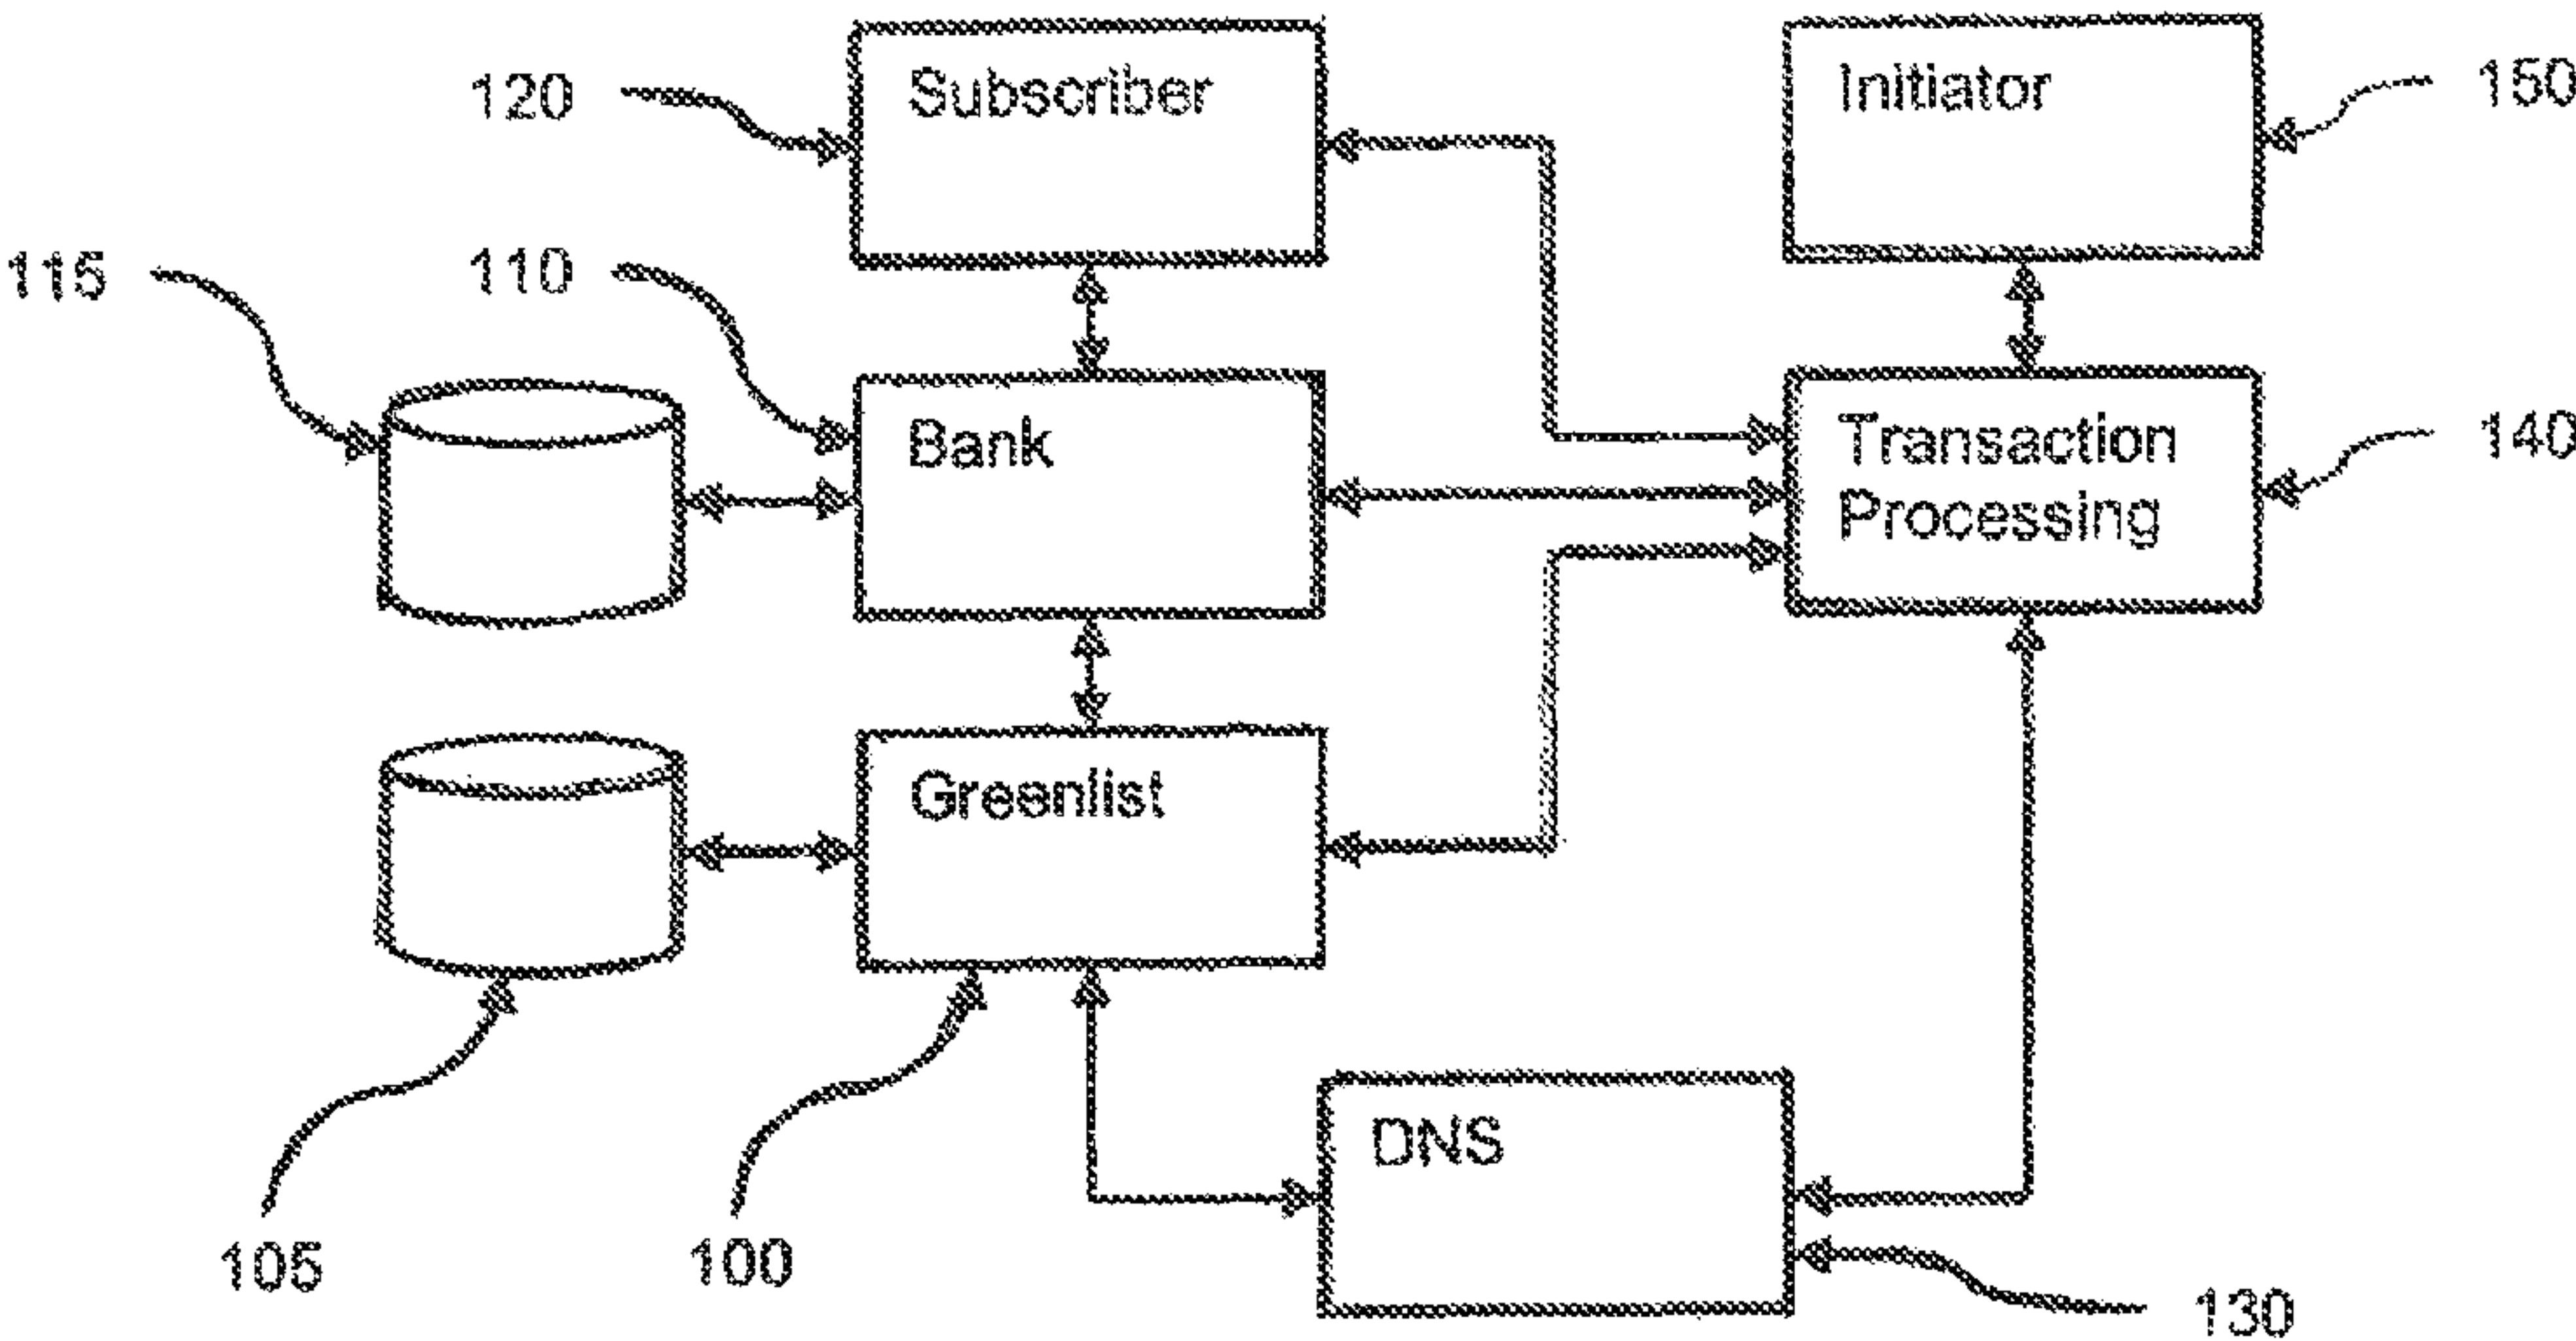 120
Subscriber
Initiator
150
115
110
Bank
Transaction
Processing
140
Greenlist
DNS
105
100
130